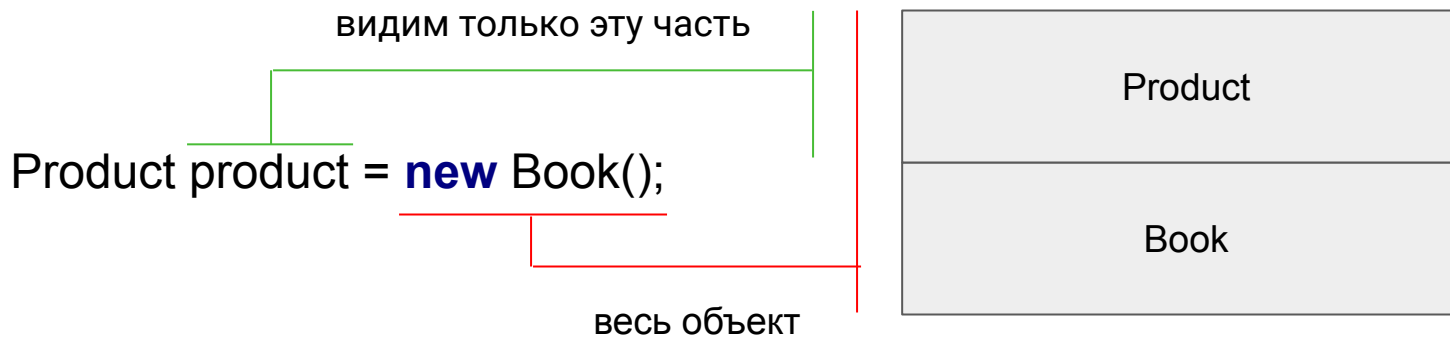 видим только эту часть
Product
Product product = new Book();
Book
весь объект